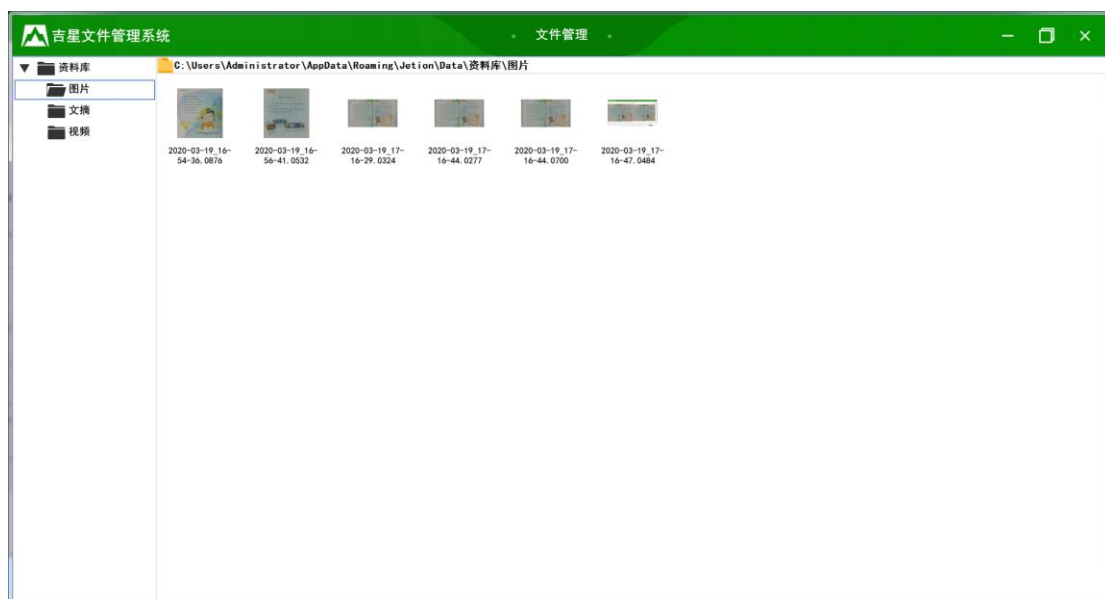 吉星文件管理系统
文件管理
资料库
图片
文摘
视频
C:\Users\Administrator\AppData\Roaming\Jetion\Data\资料库\图片
2020-03-19_16-
54-36.0876
2020-03-19_16-
56-41.0532
2020-03-19_17-
16-29.0324
2020-03-19_17-
16-44.0277
2020-03-19_17-
16-44.0700
2020-03-19_17-
16-47.0484